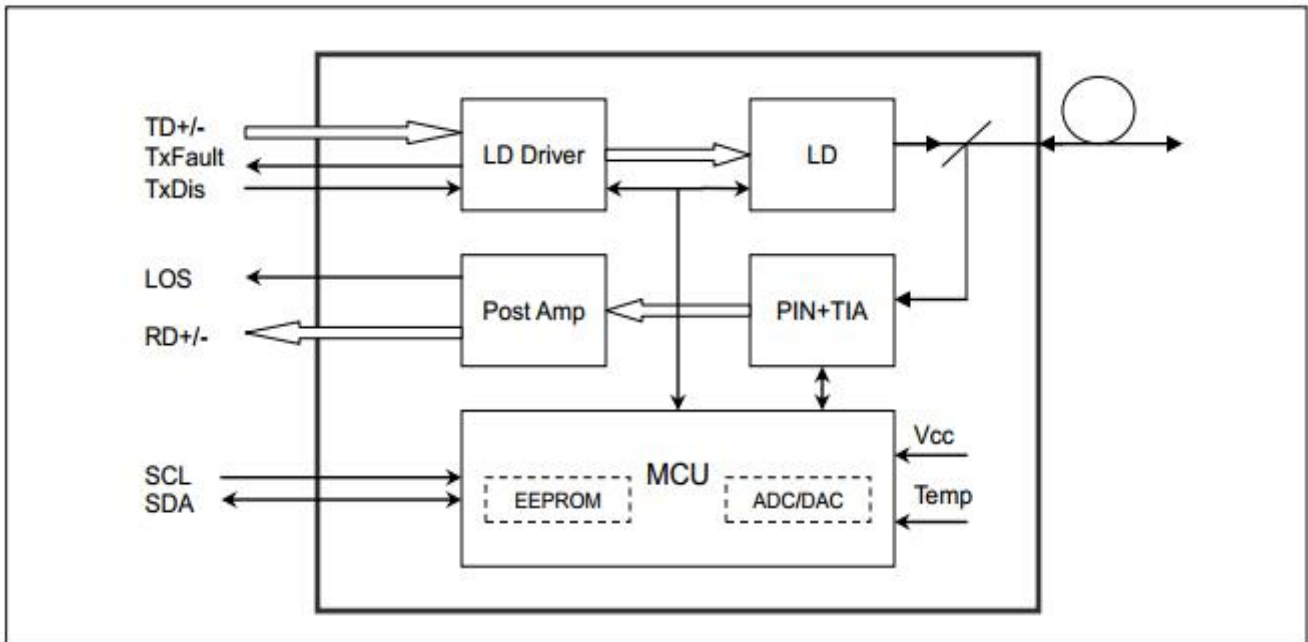 TD+/-
TxFault
TxDis
LD Driver
LD
LOS
RD+/-
Post Amp
PIN+TIA
SCL
SDA
MCU
EEPROM
ADC/DAC
Vcc
Temp